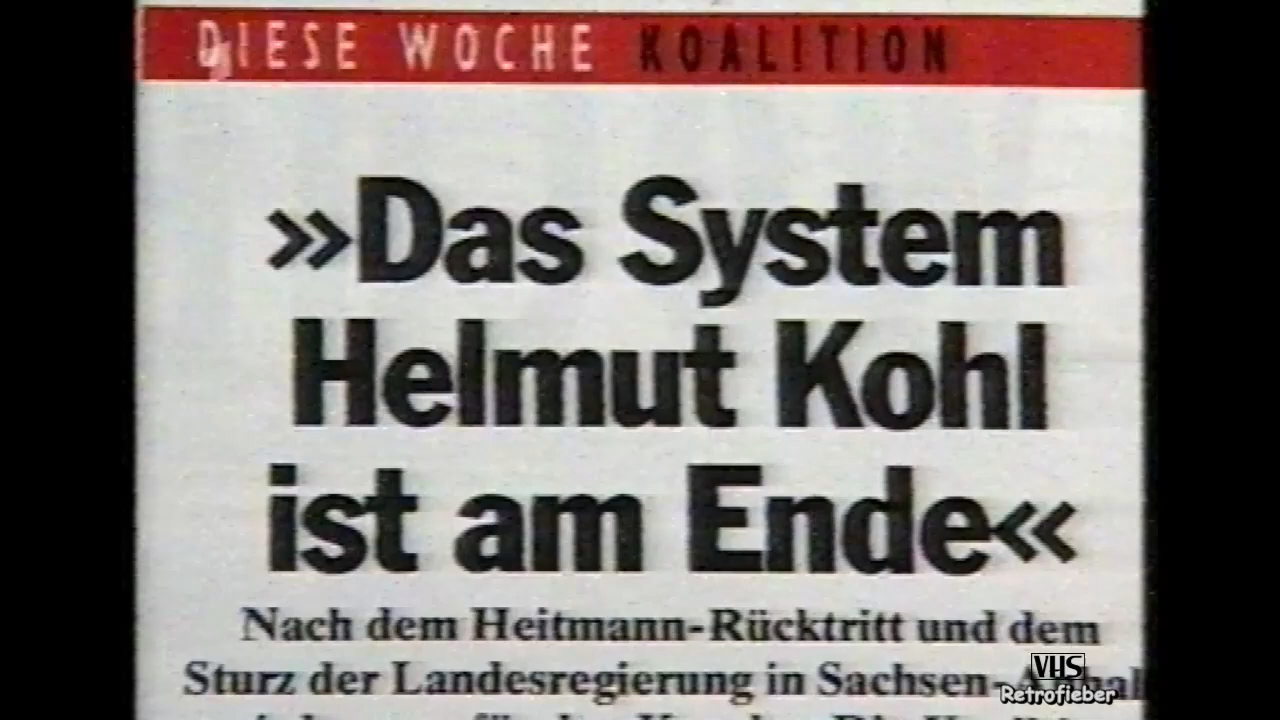 DIESE WOCHE KOALITION
»Das System
Helmut Kohl
ist am Ende«
Nach dem Heitmann-Rücktritt und dem
Sturz der Landesregierung in Sachsen-
VHS
Retrofieber